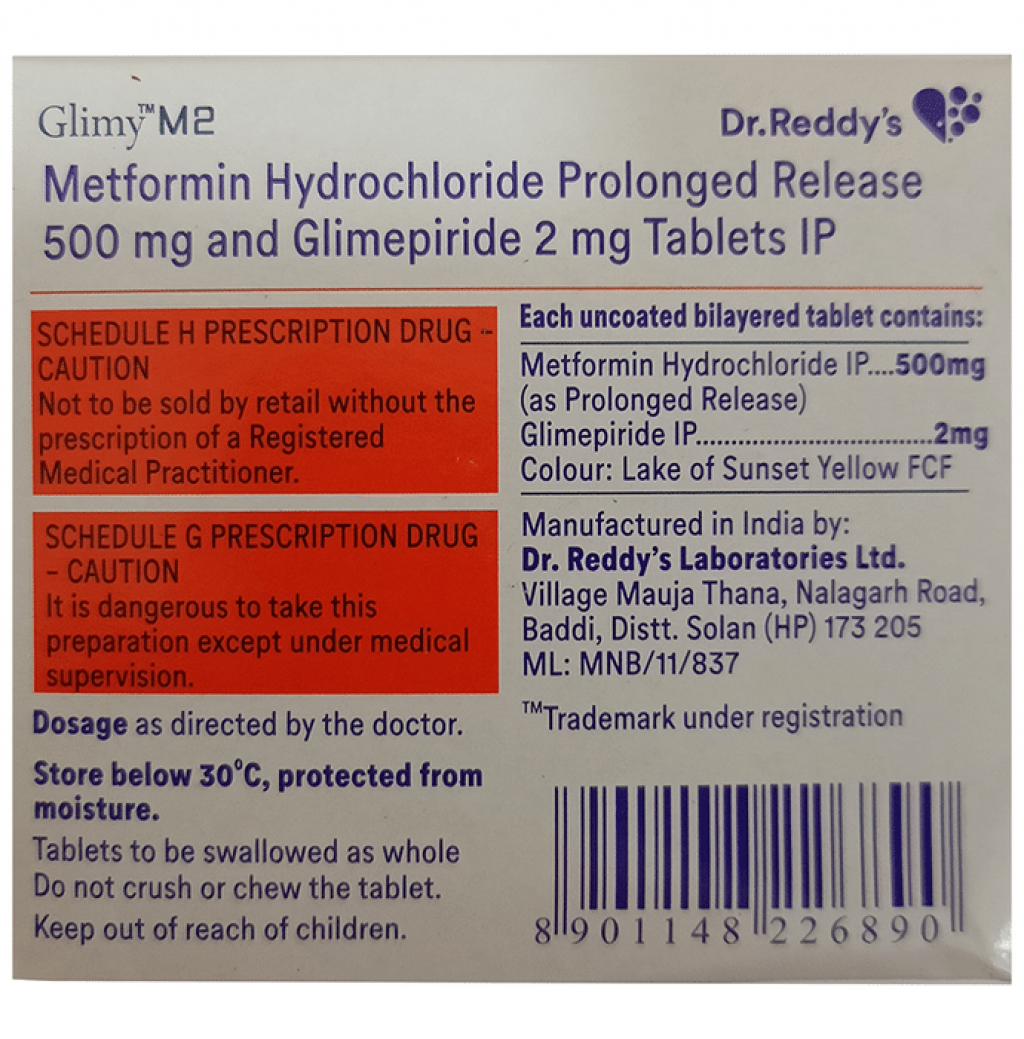 Glimy™M2
Dr.Reddy's
Metformin Hydrochloride Prolonged Release
500 mg and Glimepiride 2 mg Tablets IP
SCHEDULE H PRESCRIPTION DRUG -
CAUTION
Not to be sold by retail without the
prescription of a Registered
Medical Practitioner.
SCHEDULE G PRESCRIPTION DRUG
- CAUTION
It is dangerous to take this
preparation except under medical
supervision.
Dosage as directed by the doctor.
Store below 30°C, protected from
moisture.
Tablets to be swallowed as whole
Do not crush or chew the tablet.
Keep out of reach of children.
Each uncoated bilayered tablet contains:
Metformin Hydrochloride IP....500mg
(as Prolonged Release)
Glimepiride IP.................................2mg
Colour: Lake of Sunset Yellow FCF
Manufactured in India by:
Dr. Reddy's Laboratories Ltd.
Village Mauja Thana, Nalagarh Road,
Baddi, Distt. Solan (HP) 173 205
ML: MNB/11/837
™Trademark under registration
8 901148 226890